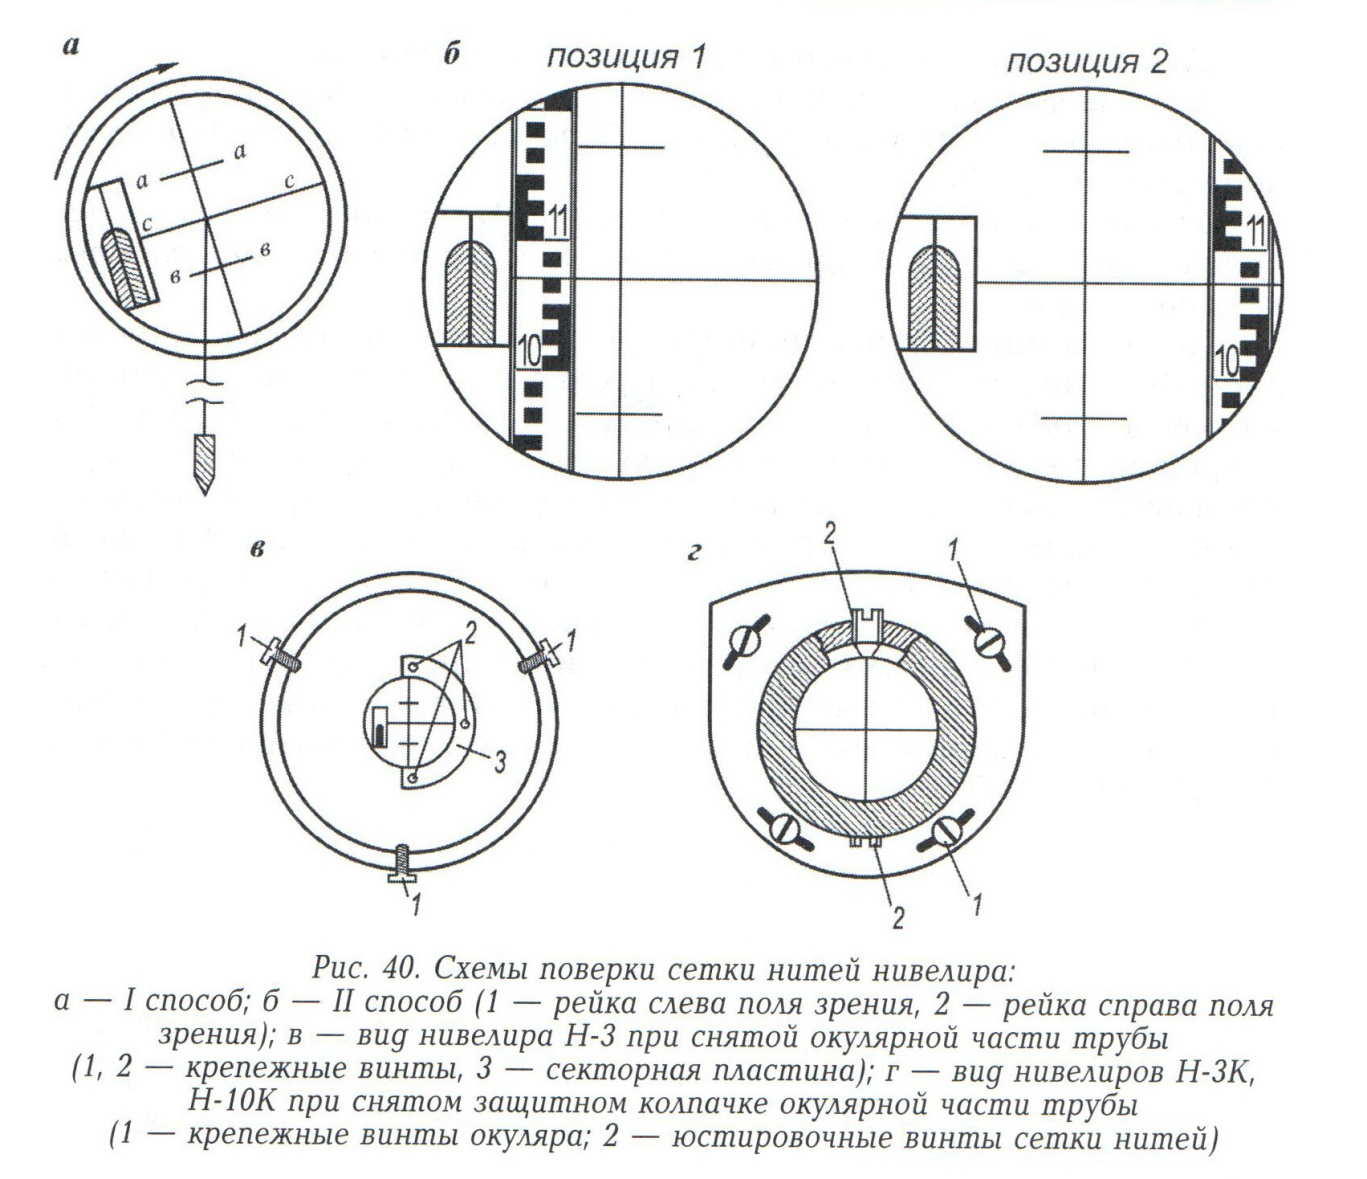 а
б
позиция 1
позиция 2
а
а
с
с
в
в
11
10
11
10
в
г
1
1
2
3
1
2
1
2
1
Рис. 40. Схемы поверки сетки нитей нивелира:
а — I способ; б — II способ (1 — рейка слева поля зрения, 2 — рейка справа поля
зрения); в — вид нивелира Н-3 при снятой окулярной части трубы
(1, 2 — крепежные винты, 3 — секторная пластина); г — вид нивелиров Н-3К,
Н-10К при снятом защитном колпачке окулярной части трубы
(1 — крепежные винты окуляра; 2 — юстировочные винты сетки нитей)